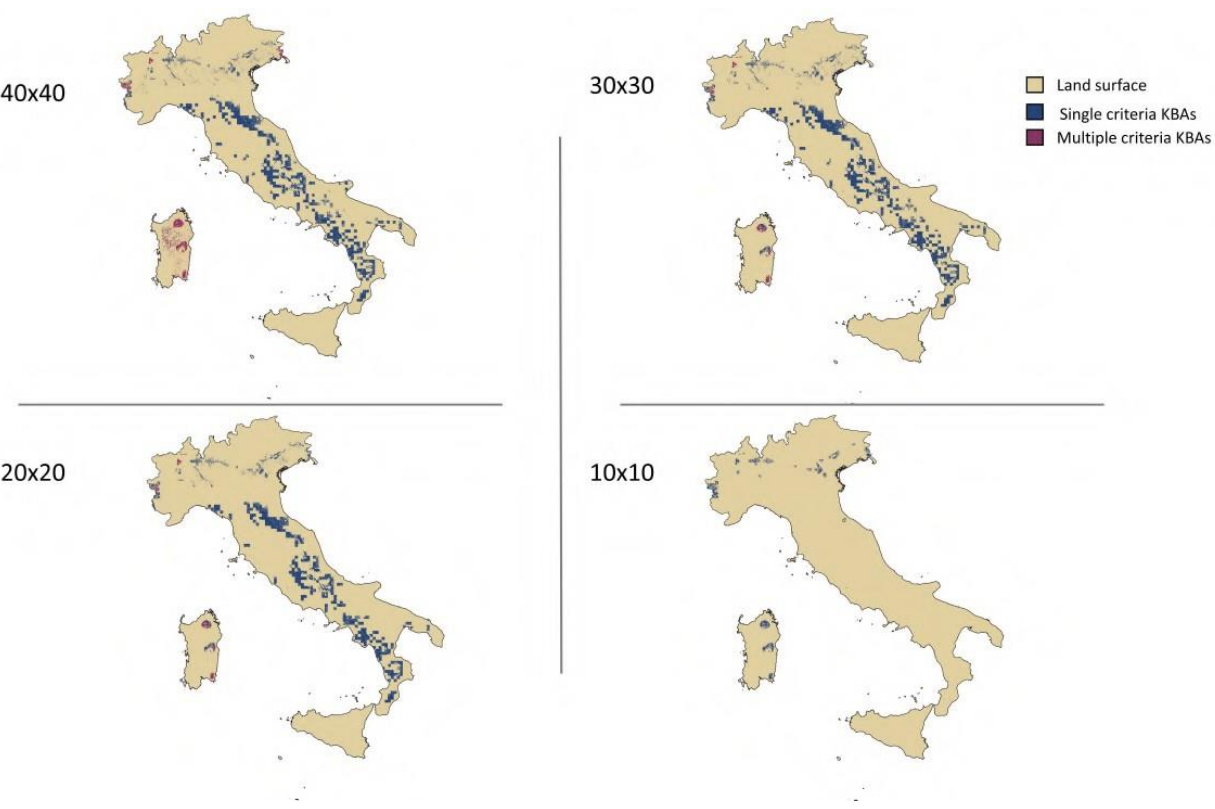 40x40
30x30
Land surface
Single criteria KBAs
Multiple criteria KBAs
20x20
10x10